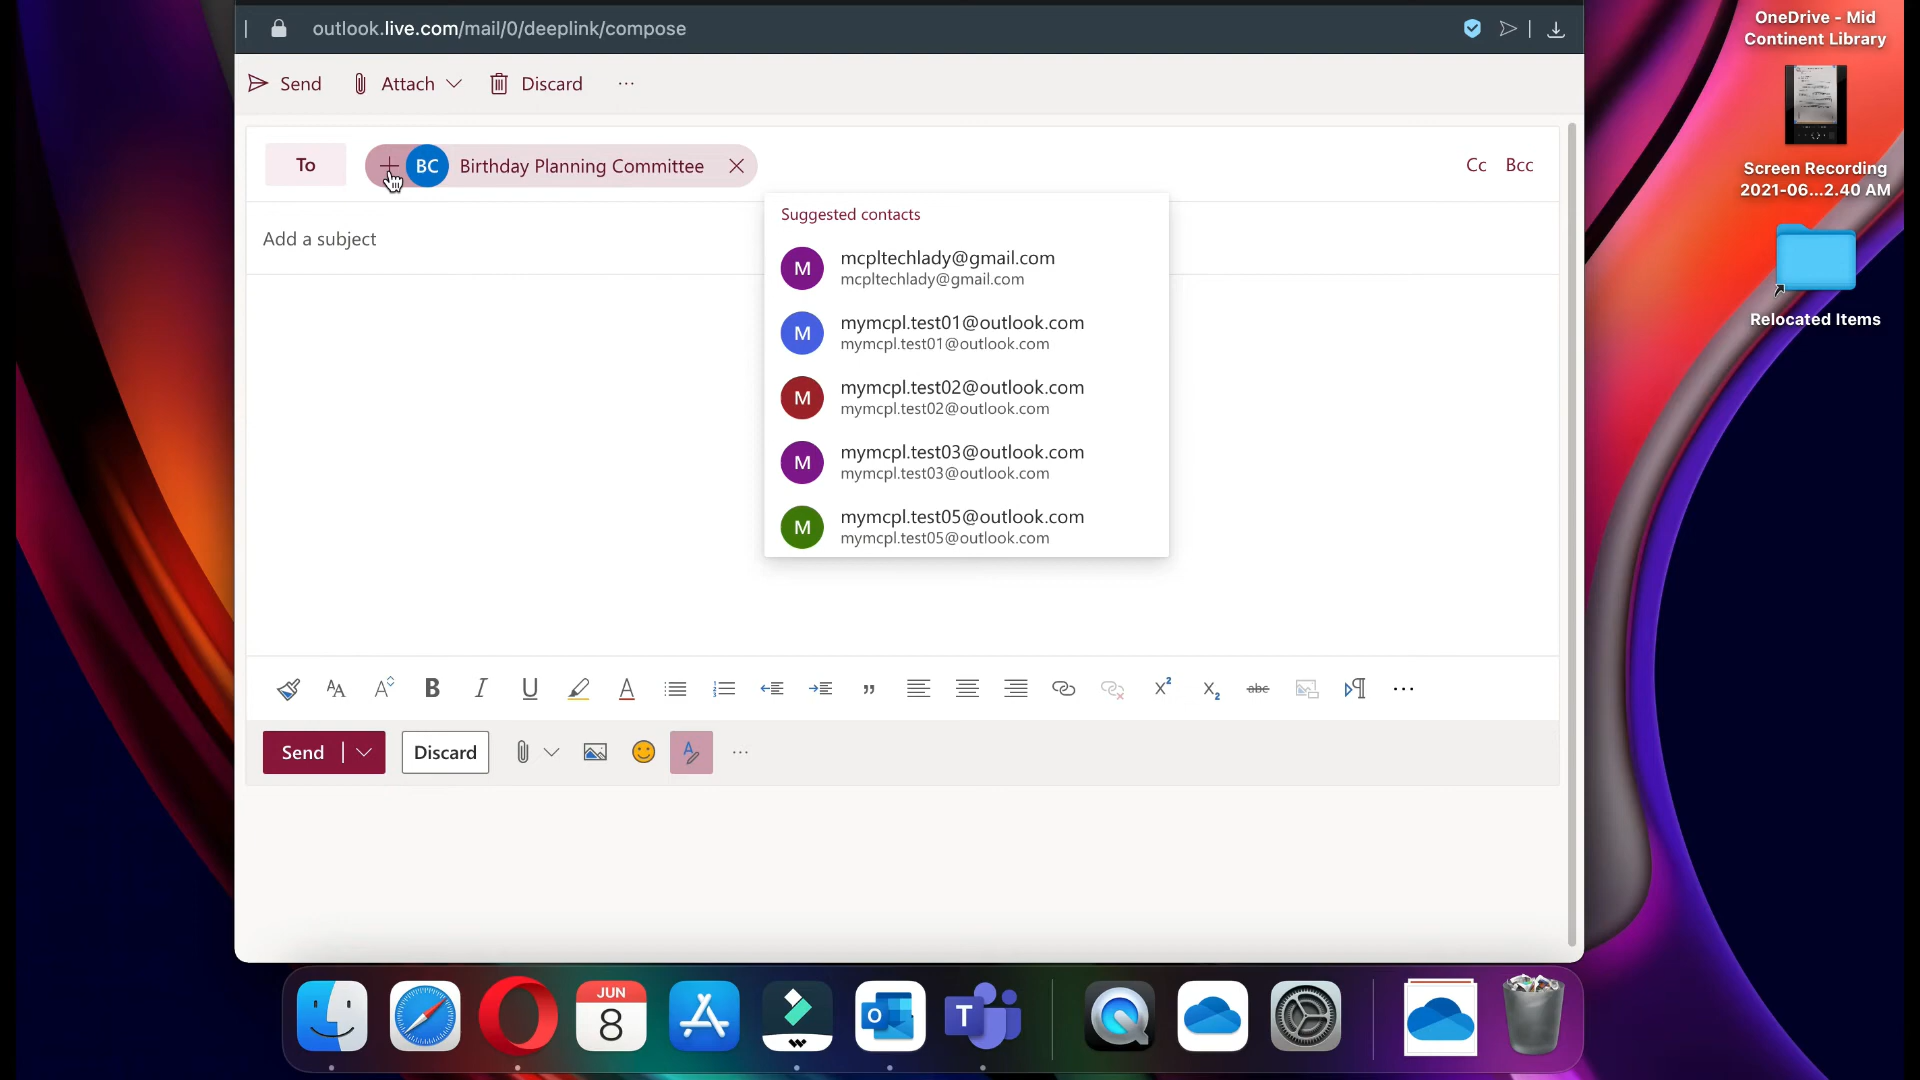 outlook.live.com/mail/0/deeplink/compose
OneDrive - Mid
Continent Library
Send
Attach
Discard
To
BC
Birthday Planning Committee
Cc
Bcc
Screen Recording
2021-06...2.40 AM
Add a subject
Suggested contacts
M
mcpltechlady@gmail.com
mcpltechlady@gmail.com
M
mymcpl.test01@outlook.com
mymcpl.test01@outlook.com
M
mymcpl.test02@outlook.com
mymcpl.test02@outlook.com
M
mymcpl.test03@outlook.com
mymcpl.test03@outlook.com
M
mymcpl.test05@outlook.com
mymcpl.test05@outlook.com
Relocated Items
Send
Discard
JUN
8